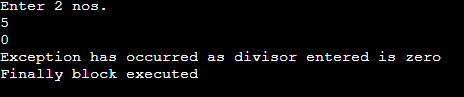 Enter 2 nos.
5
0
Exception has occurred as divisor entered is zero
Finally block executed